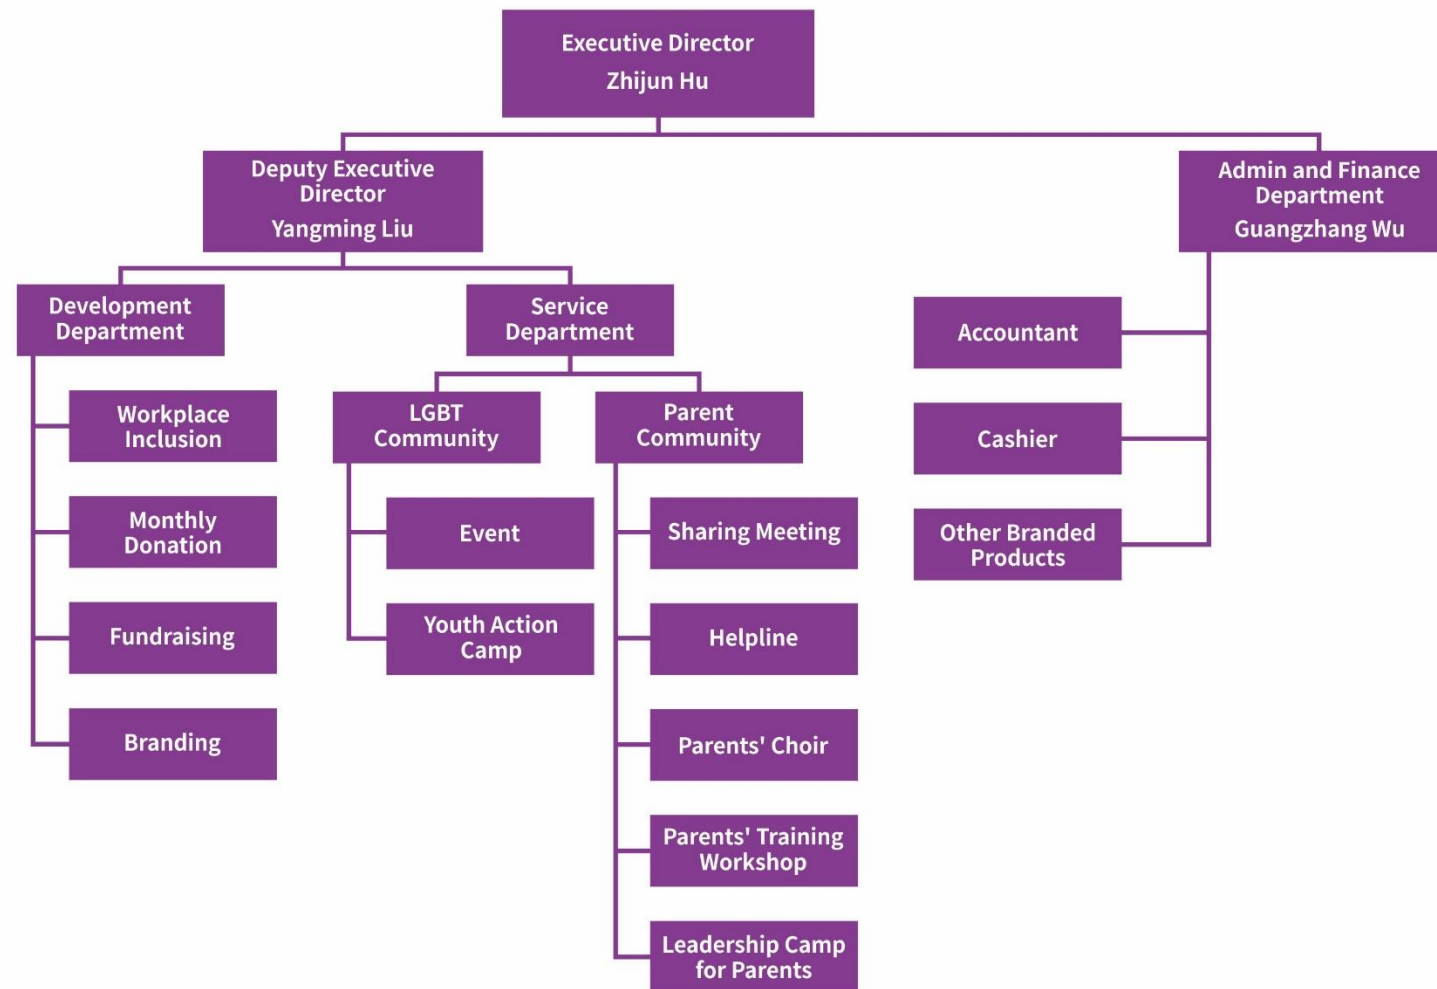 Executive Director
Zhijun Hu
Deputy Executive
Director
Yangming Liu
Admin and Finance
Department
Guangzhang Wu
Development
Department
Service
Department
Workplace
Inclusion
Monthly
Donation
Fundraising
Branding
LGBT
Community
Event
Youth Action
Camp
Parent
Community
Sharing Meeting
Helpline
Parents' Choir
Parents' Training
Workshop
Leadership Camp
for Parents
Accountant
Cashier
Other Branded
Products